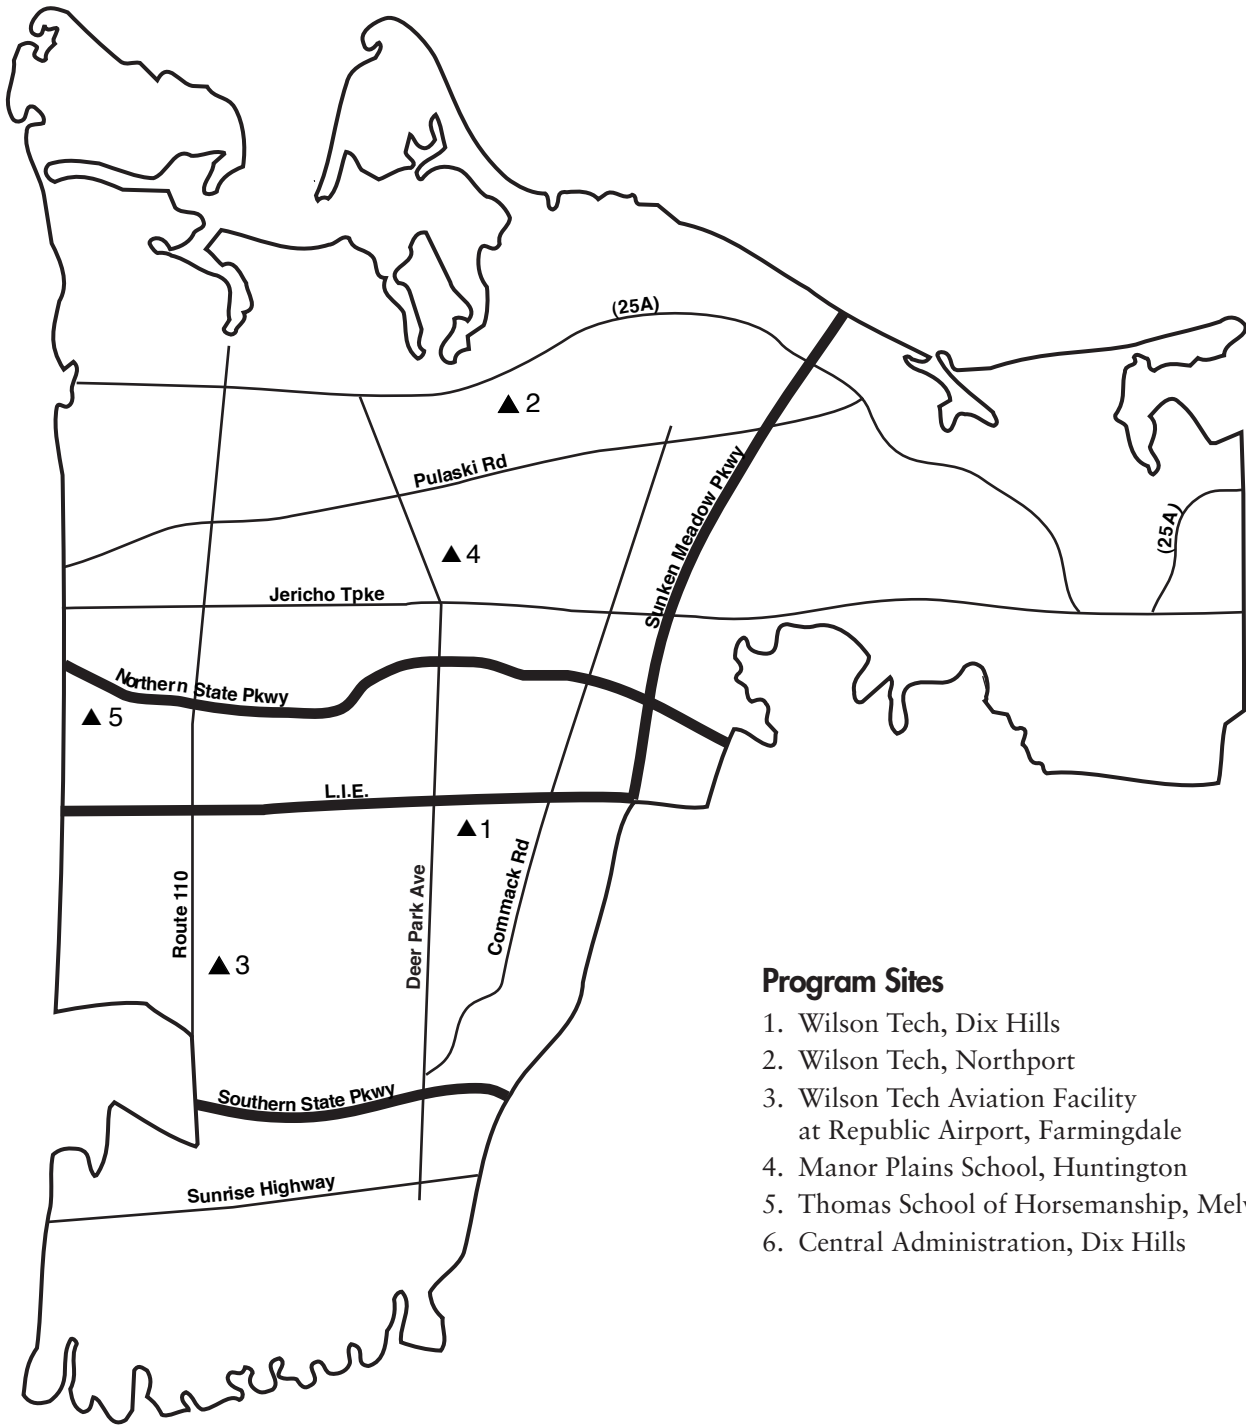 (25A)
2
Pulaski Rd
Sunken Meadow Pkwy
(25A)
4
Jericho Tpke
Northern State Pkwy
5
L.I.E.
1
Route 110
Deer Park Ave
Commack Rd
3
Southern State Pkwy
Sunrise Highway
Program Sites
1. Wilson Tech, Dix Hills
2. Wilson Tech, Northport
3. Wilson Tech Aviation Facility
at Republic Airport, Farmingdale
4. Manor Plains School, Huntington
5. Thomas School of Horsemanship,
6. Central Administration, Dix Hills